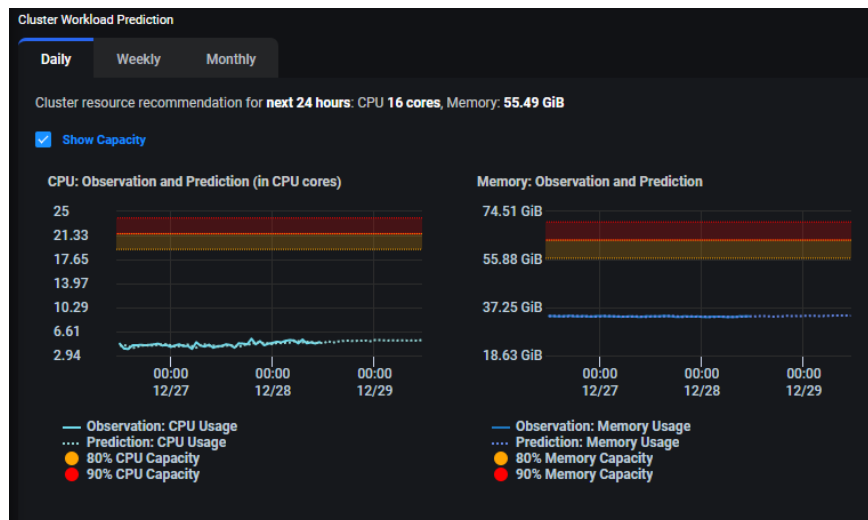 Cluster Workload Prediction
Daily Weekly Monthly
Cluster resource recommendation for next 24 hours: CPU 16 cores, Memory: 55.49 GiB
Show Capacity
CPU: Observation and Prediction (in CPU cores)
25
21.33
17.65
13.97
10.29
6.61
2.94
00:00 00:00 00:00
12/27 12/28 12/29
Observation: CPU Usage
Prediction: CPU Usage
80% CPU Capacity
90% CPU Capacity
Memory: Observation and Prediction
74.51 GiB
55.88 GiB
37.25 GiB
18.63 GiB
00:00 00:00 00:00
12/27 12/28 12/29
Observation: Memory Usage
Prediction: Memory Usage
80% Memory Capacity
90% Memory Capacity